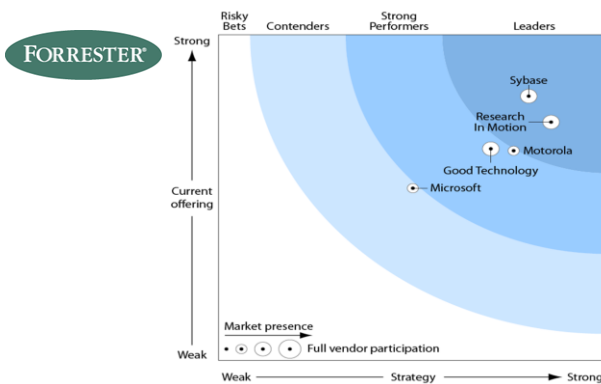 FORRESTER®
Risky
Bets
Contenders
Strong
Performers
Leaders
Strong
Sybase
Research
In Motion
Motorola
Good Technology
Microsoft
Current
offering
Market presence
Full vendor participation
Weak
Weak
Strategy
Strong